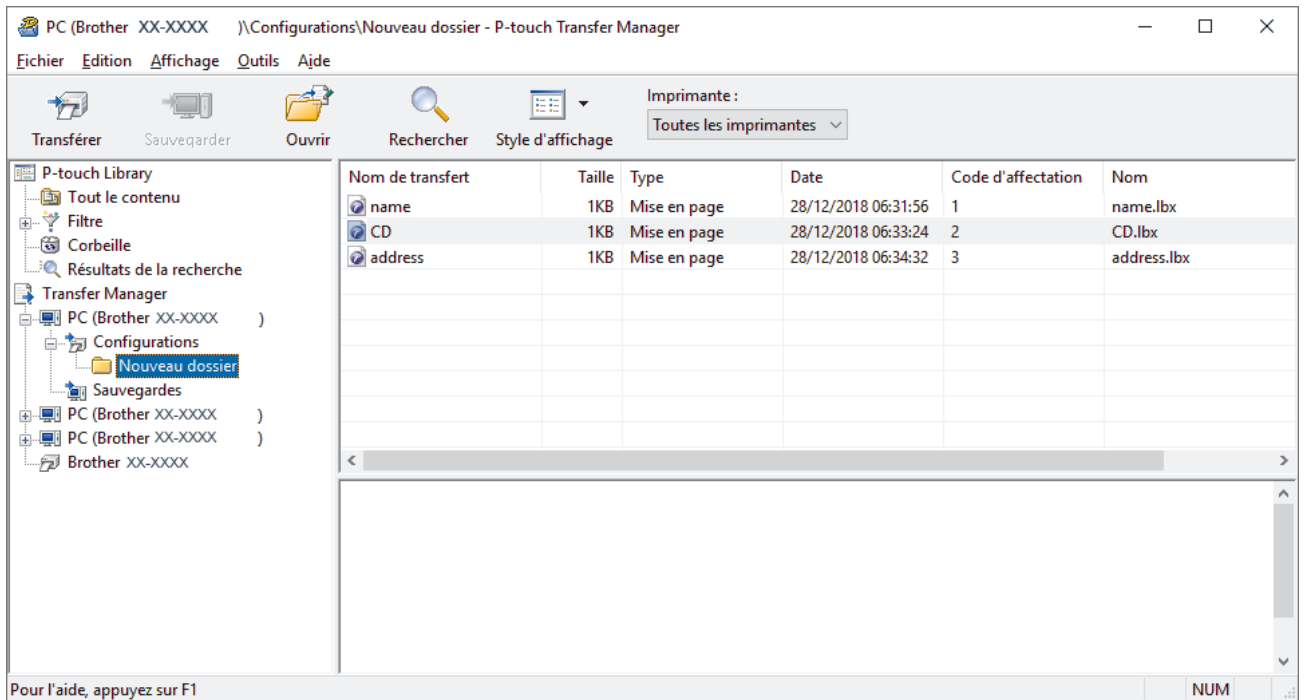 PC (Brother XX-XXXX )\Configurations\Nouveau dossier - P-touch Transfer Manager
Fichier Edition Affichage Outils Aide
Imprimante :
Toutes les imprimantes
Transférer Sauvegarder Ouvrir Rechercher Style d'affichage
P-touch Library
Tout le contenu
Filtre
Corbeille
Résultats de la recherche
Transfer Manager
PC (Brother XX-XXXX )
Configurations
Nouveau dossier
Sauvegardes
PC (Brother XX-XXXX )
PC (Brother XX-XXXX )
Brother XX-XXXX
Nom de transfert Taille Type Date Code d'affectation Nom
name 1KB Mise en page 28/12/2018 06:31:56 1 name.lbx
CD 1KB Mise en page 28/12/2018 06:33:24 2 CD.lbx
address 1KB Mise en page 28/12/2018 06:34:32 3 address.lbx
Pour l'aide, appuyez sur F1 NUM